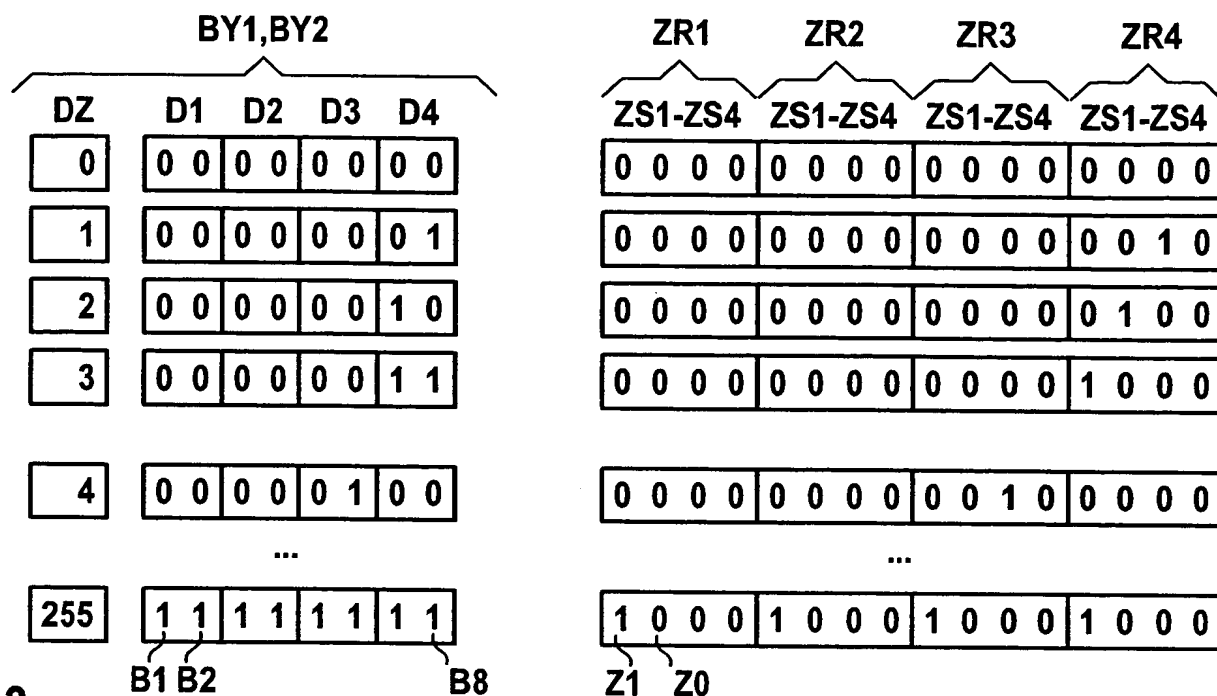 BY1,BY2 ZR1 ZR2 ZR3 ZR4
DZ D1 D2 D3 D4 ZS1-ZS4 ZS1-ZS4 ZS1-ZS4 ZS1-ZS4
0 0 0 0 0 0 0 0 0 0 0 0 0 0 0 0 0 0 0 0 0 0 0 0 0
1 0 0 0 0 0 0 0 1 0 0 0 0 0 0 0 0 0 0 0 0 0 0 1 0
2 0 0 0 0 0 0 1 0 0 0 0 0 0 0 0 0 0 0 0 0 0 1 0 0
3 0 0 0 0 0 0 1 1 0 0 0 0 0 0 0 0 0 0 0 0 1 0 0 0
4 0 0 0 0 0 1 0 0 0 0 0 0 0 0 0 0 0 0 1 0 0 0 0 0
... ...
255 1 1 1 1 1 1 1 1 1 0 0 0 1 0 0 0 1 0 0 0 1 0 0 0
B1 B2 B8 Z1 Z0